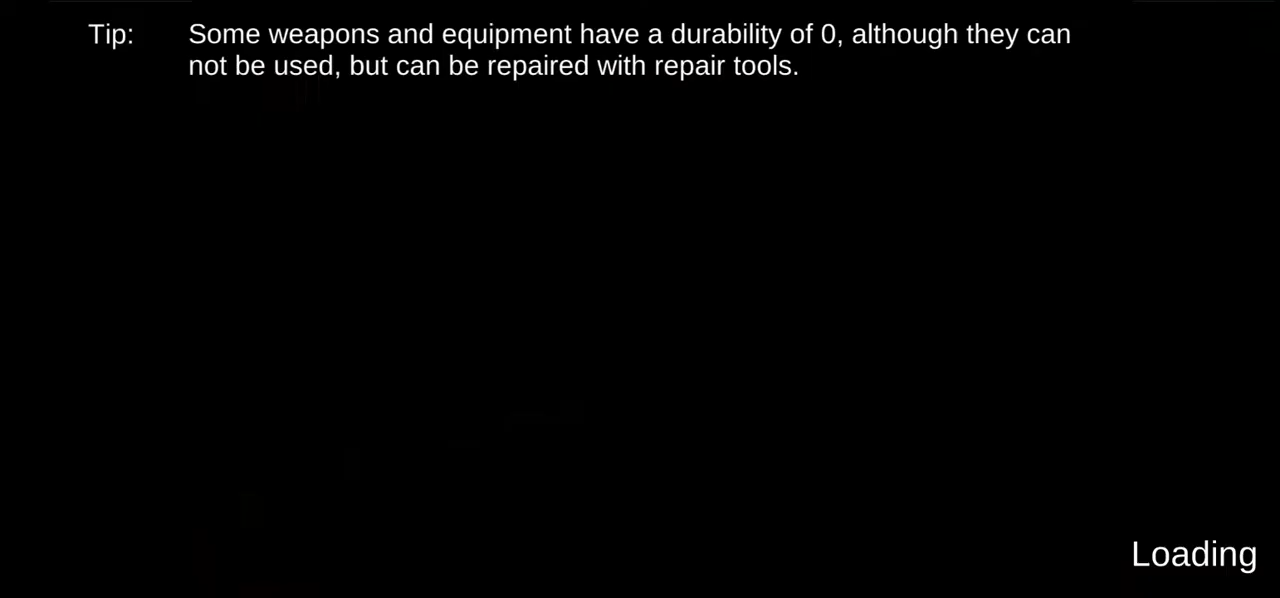 Tip: Some weapons and equipment have a durability of 0, although they can
not be used, but can be repaired with repair tools.
Loading